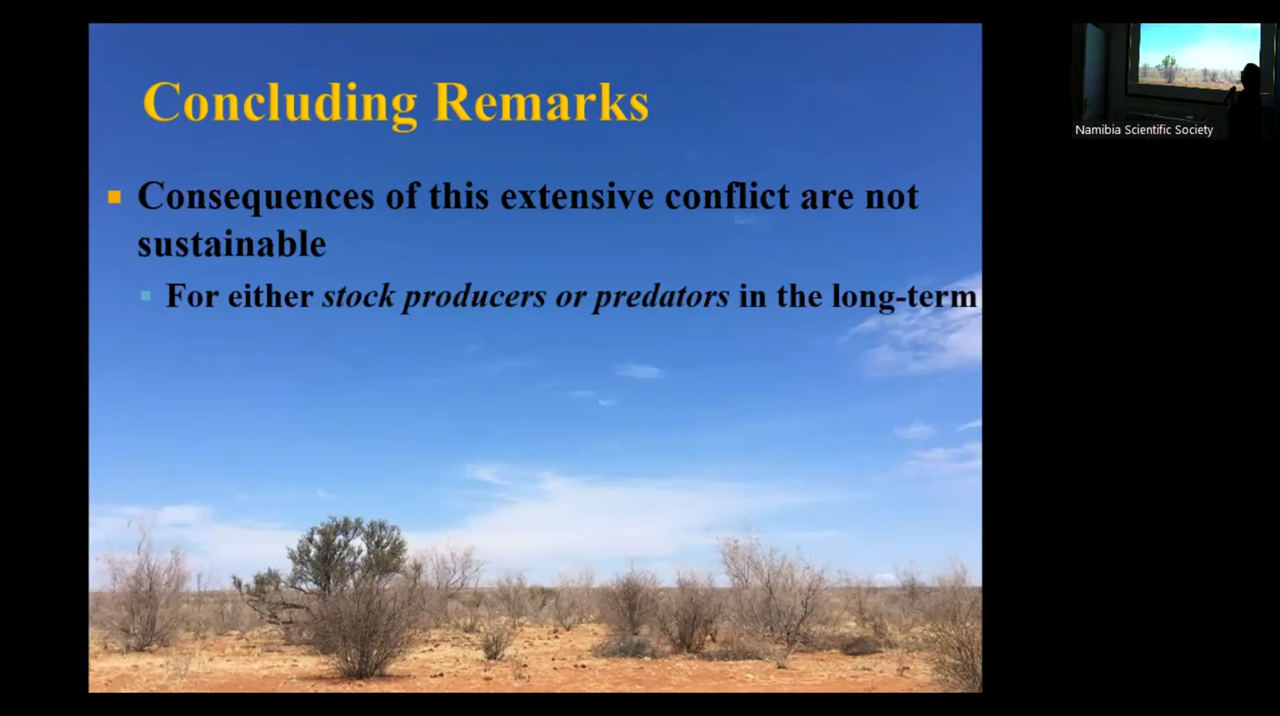 Concluding Remarks
Consequences of this extensive conflict are not
sustainable
For either stock producers or predators in the long-term
Namibia Scientific Society